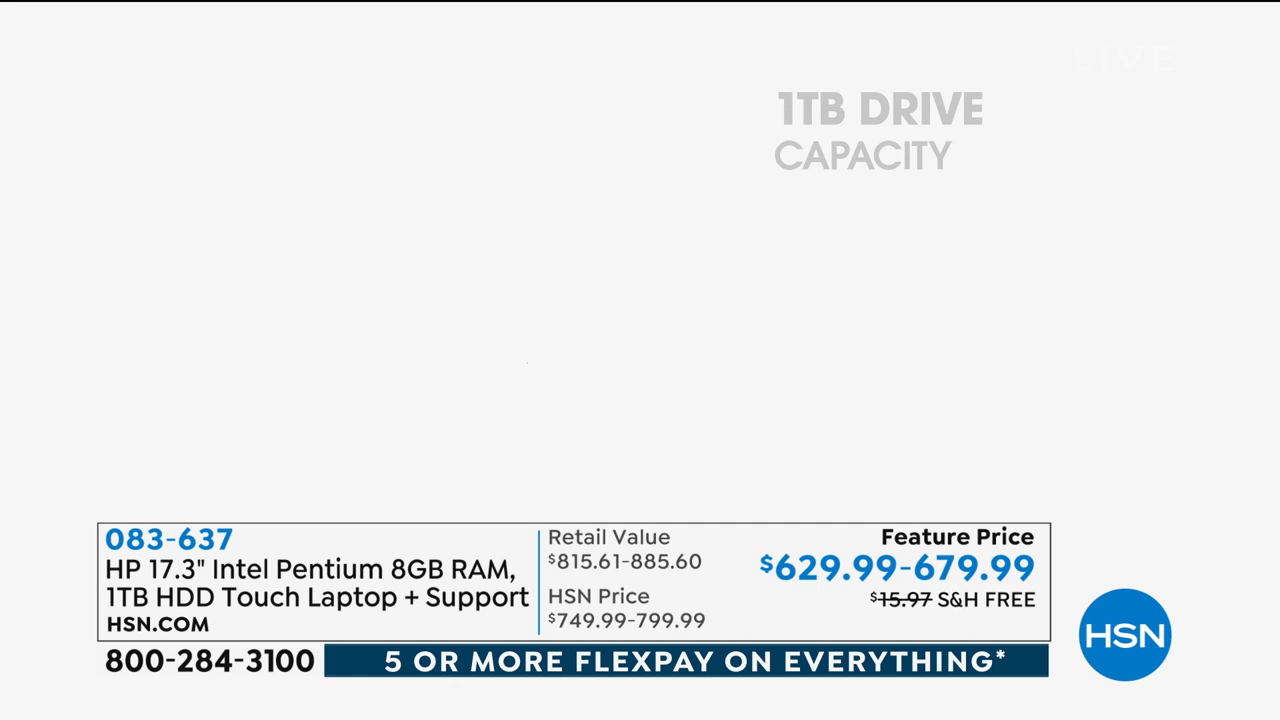 LIVE
1TB DRIVE
CAPACITY
083-637
HP 17.3" Intel Pentium 8GB RAM,
1TB HDD Touch Laptop + Support
HSN.COM
Retail Value
$815.61-885.60
HSN Price
$749.99-799.99
Feature Price
$629.99-679.99
$15.97 S&H FREE
800-284-3100
5 OR MORE FLEXPAY ON EVERYTHING*
HSN